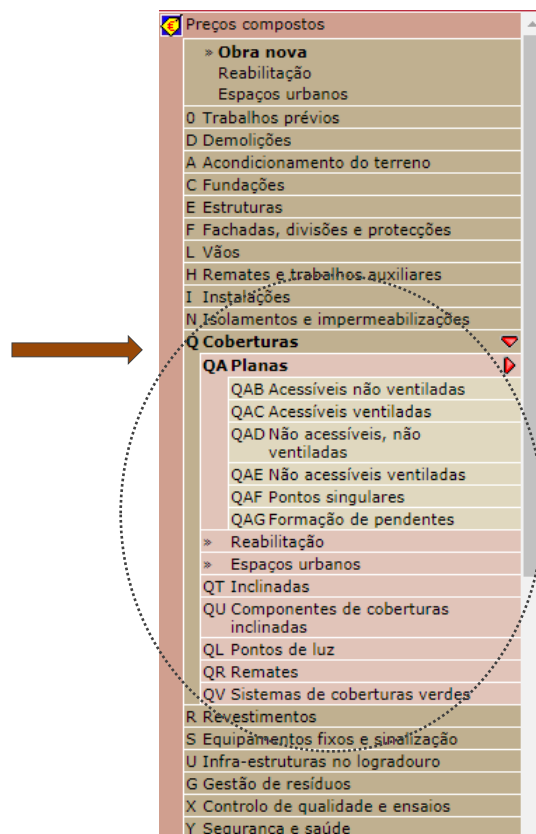 Preços compostos
» Obra nova
Reabilitação
Espaços urbanos
0 Trabalhos prévios
D Demolições
A Acondicionamento do terreno
C Fundações
E Estruturas
F Fachadas, divisões e protecções
L Vãos
H Remates e trabalhos auxiliares
I Instalações
N Isolamentos e impermeabilizações
Q Coberturas
QA Planas
QAB Acessíveis não ventiladas
QAC Acessíveis ventiladas
QAD Não acessíveis, não
ventiladas
QAE Não acessíveis ventiladas
QAF Pontos singulares
QAG Formação de pendentes
» Reabilitação
» Espaços urbanos
QT Inclinadas
QU Componentes de coberturas
inclinadas
QL Pontos de luz
QR Remates
QV Sistemas de coberturas verdes
R Revestimentos
S Equipamentos fixos e sinalização
U Infra-estruturas no logradouro
G Gestão de resíduos
X Controlo de qualidade e ensaios
Y Segurança e saúde